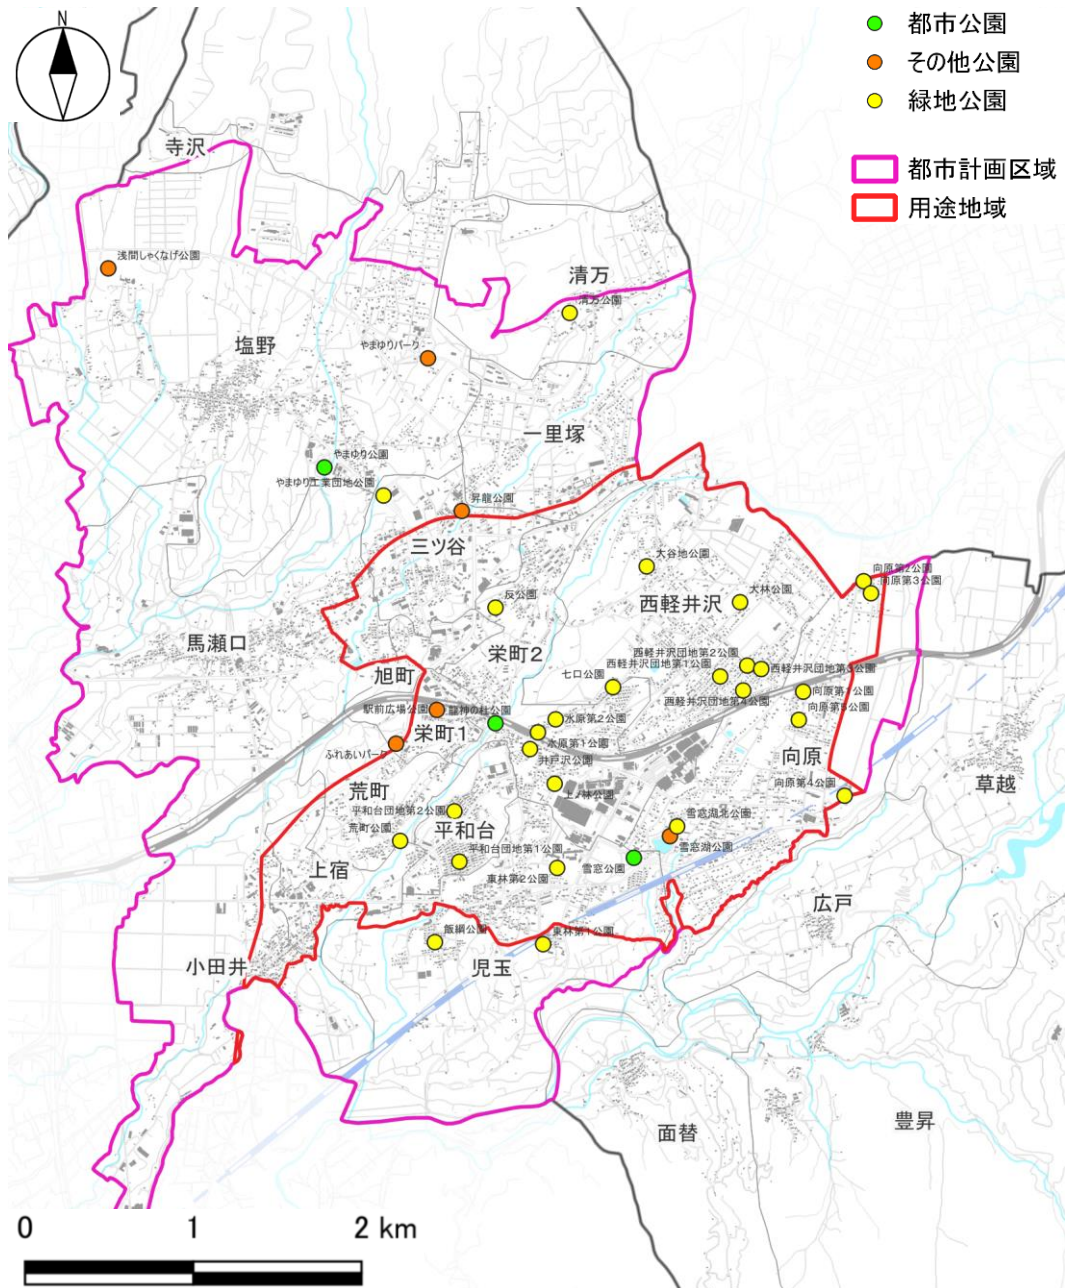 N
都市公園
その他公園
緑地公園
都市計画区域
用途地域
寺沢
浅間しゃくなげ公園
清万
清万公園
塩野
やまゆりパーク
一里塚
やまゆり公園
やまゆり工業団地公園
昇龍公園
三ツ谷
大谷地公園
向原第2公園
向原第3公園
西軽井沢
大林公園
反公園
馬瀬口
栄町2
旭町
西軽井沢団地第2公園
西軽井沢団地第1公園
西軽井沢団地第3公園
七口公園
西軽井沢団地第4公園
向原第1公園
駅前広場公園
龍神の杜公園
水原第2公園
向原第5公園
栄町1
水原第1公園
ふれあいパーク
井戸沢公園
向原
荒町
上ノ林公園
向原第4公園
草越
平和台団地第2公園
荒町公園
平和台
雪窓湖北公園
雪窓湖公園
平和台団地第1公園
上宿
東林第2公園
雪窓公園
広戸
飯綱公園
東林第1公園
小田井
児玉
面替
豊昇
0 1 2 km